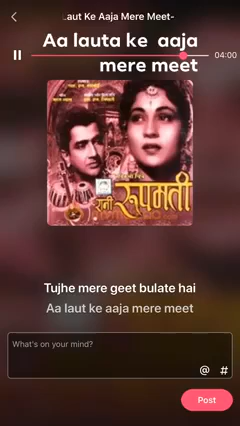 .aut Ke Aaja Mere Meet-
Aa lauta ke aaja
mere meet
04:00
रानी रूपमती
Tujhe mere geet bulate hai
Aa laut ke aaja mere meet
What's on your mind?
@ #
Post